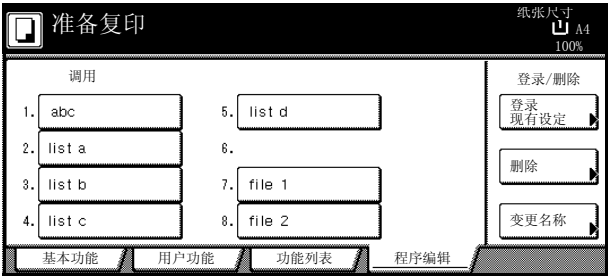 准备复印
纸张尺寸
A4
100%
调用
登录/删除
1. abc
5. list d
登录
现有设定
2. list a
6.
删除
3. list b
7. file 1
4. list c
8. file 2
变更名称
基本功能
用户功能
功能列表
程序编辑